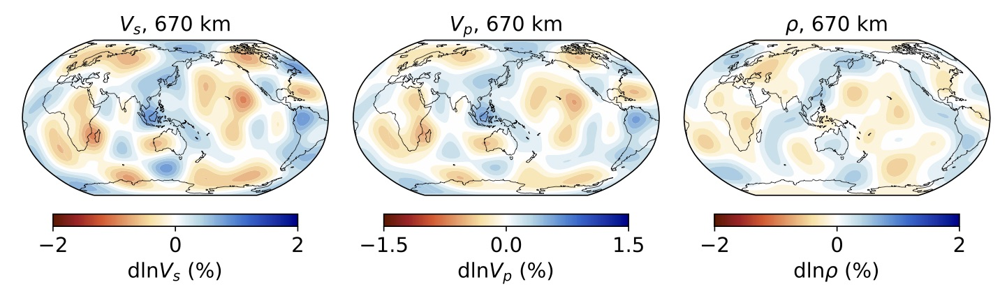 Vs, 670 km
Vp, 670 km
ρ, 670 km
−2 0 2
−1.5 0.0 1.5
−2 0 2
dlnVs (%)
dlnVp (%)
dlnρ (%)